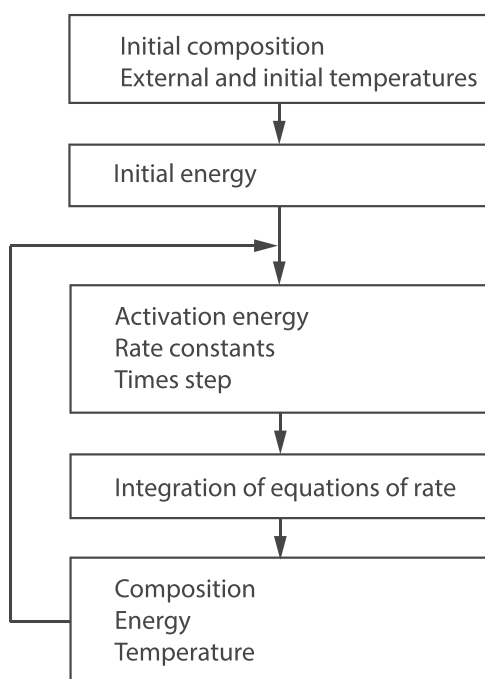 Initial composition
External and initial temperatures
Initial energy
Activation energy
Rate constants
Times step
Integration of equations of rate
Composition
Energy
Temperature